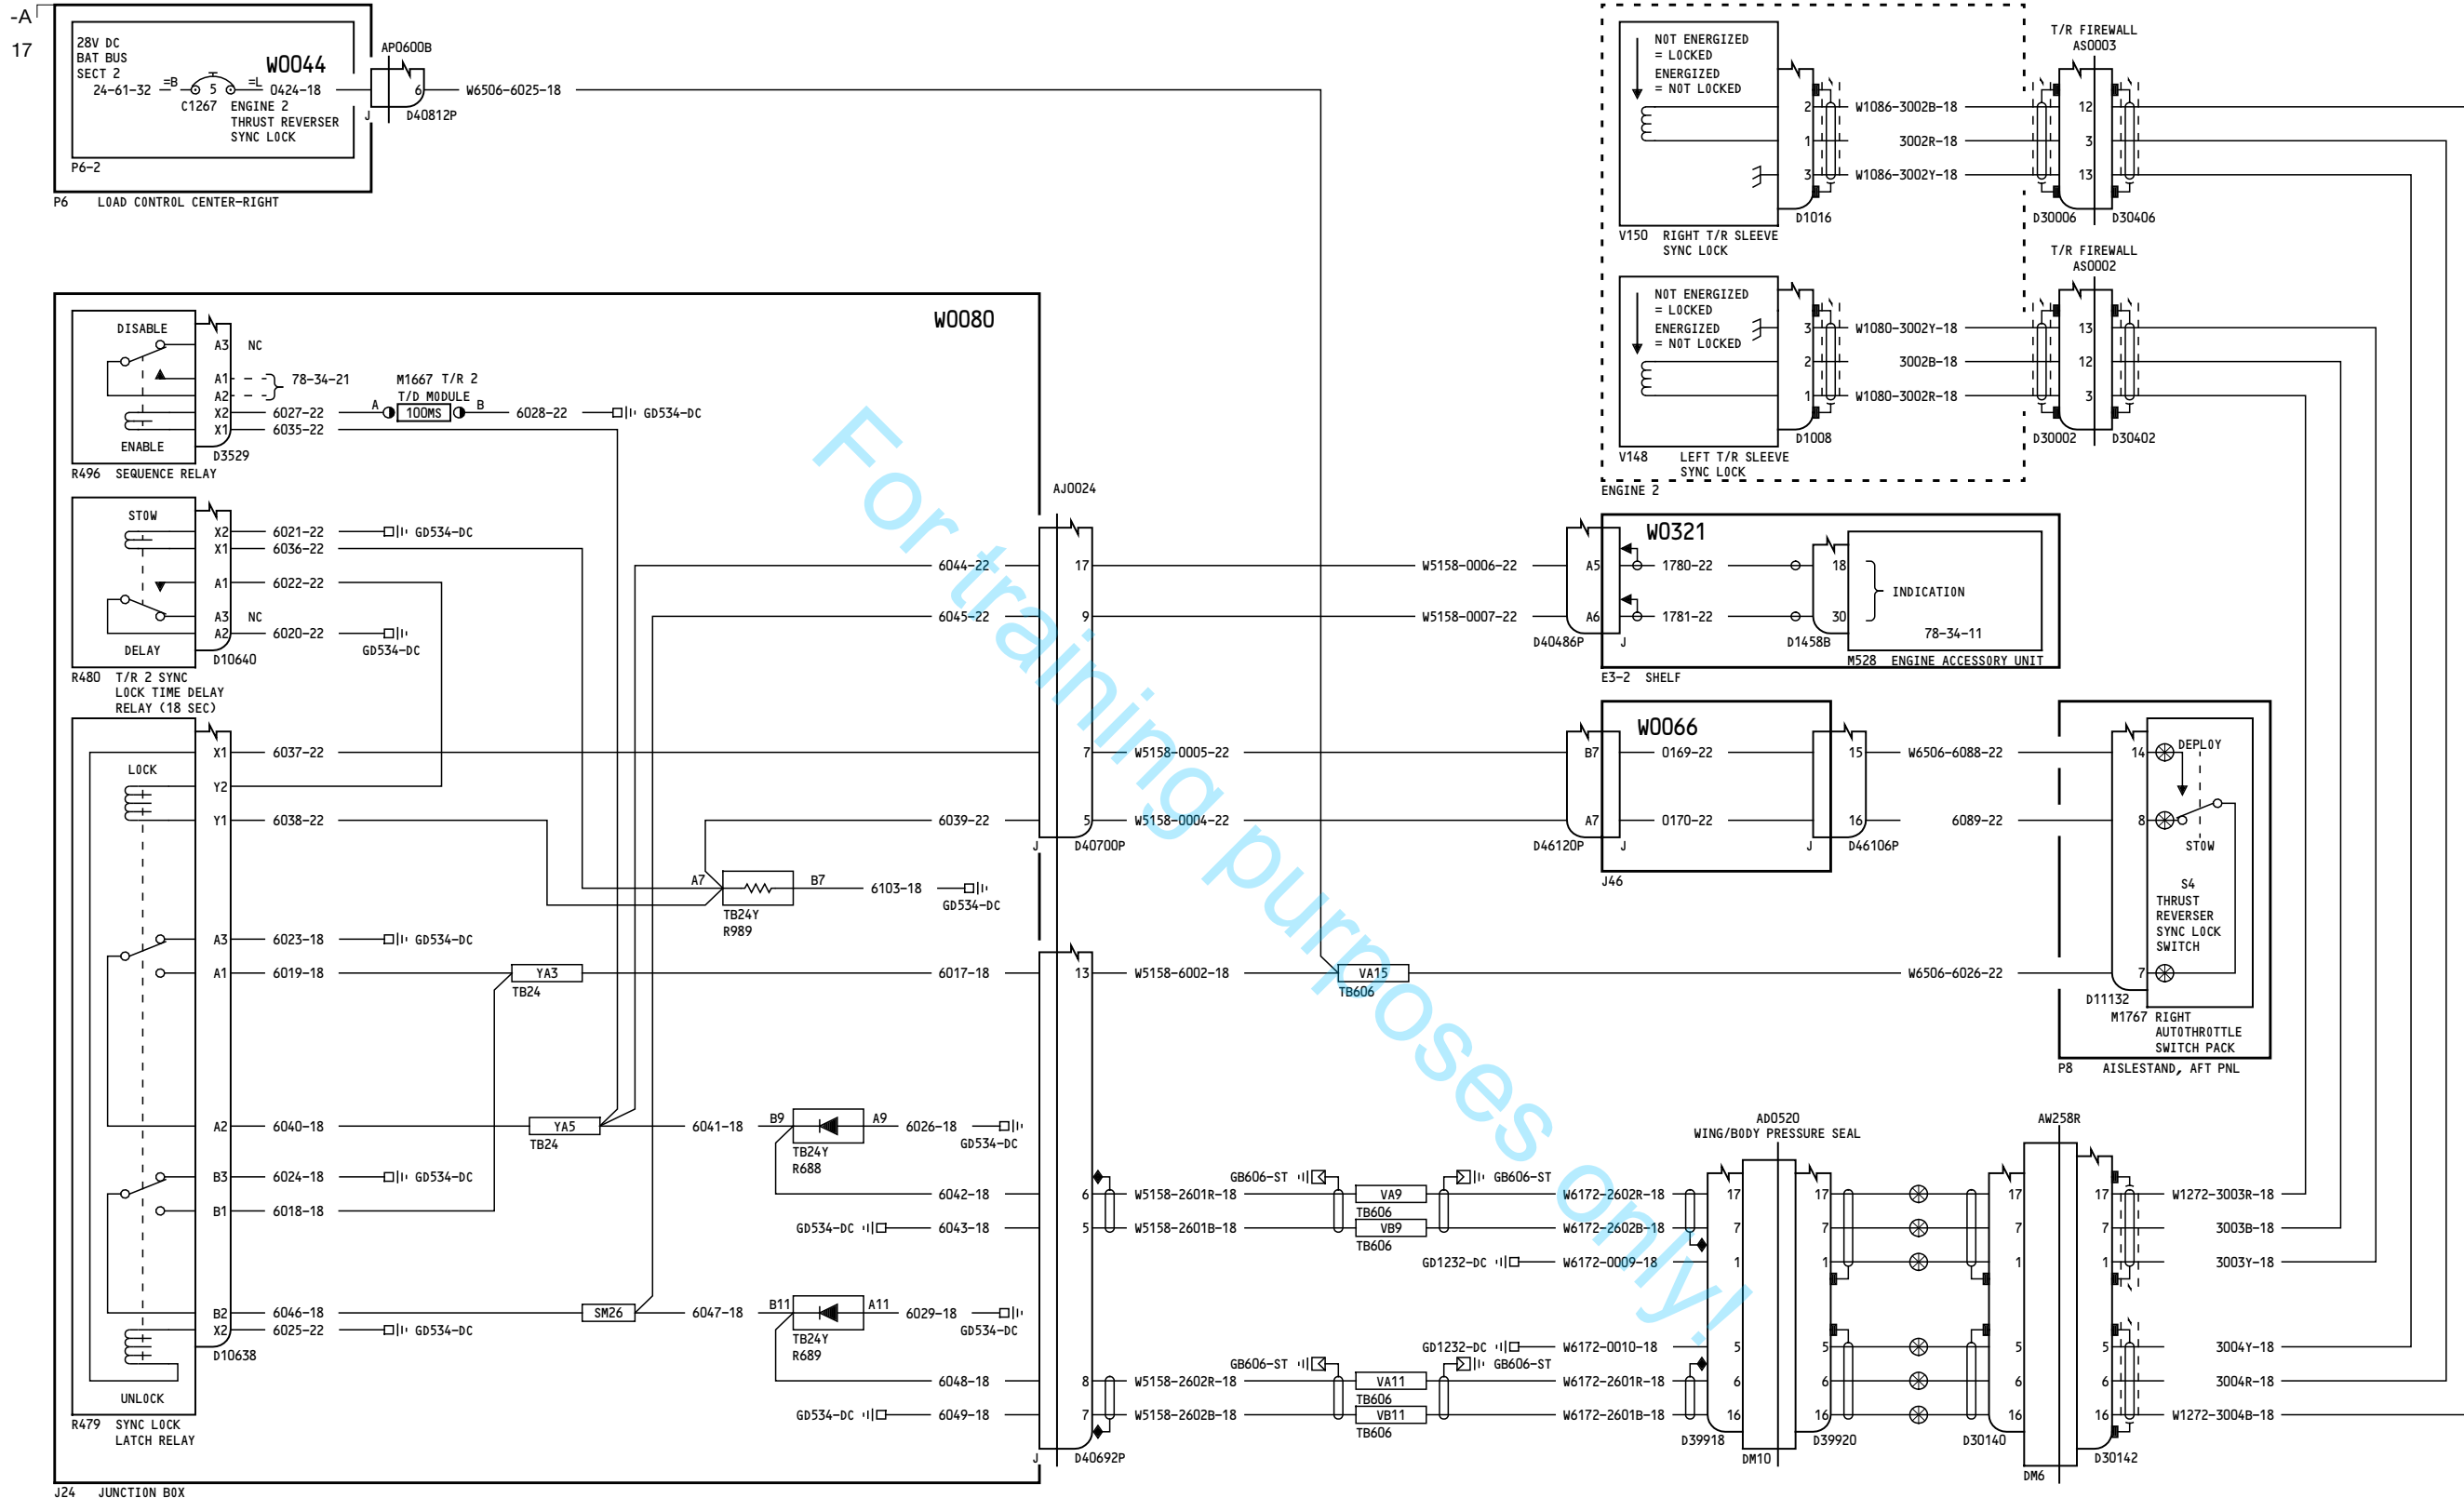 -A
17
28V DC
BAT BUS
SECT 2
24-61-32
=B
5
=L
C1267
W0044
0424-18
ENGINE 2
THRUST REVERSER
SYNC LOCK
P6-2
P6 LOAD CONTROL CENTER-RIGHT
AP0600B
6
J
D40812P
W6506-6025-18
NOT ENERGIZED
= LOCKED
ENERGIZED
= NOT LOCKED
2
1
3
D1016
V150 RIGHT T/R SLEEVE
SYNC LOCK
W1086-3002B-18
3002R-18
W1086-3002Y-18
T/R FIREWALL
AS0003
12
3
13
D30006
D30406
NOT ENERGIZED
= LOCKED
ENERGIZED
= NOT LOCKED
3
2
1
D1008
V148 LEFT T/R SLEEVE
SYNC LOCK
ENGINE 2
W1080-3002Y-18
3002B-18
W1080-3002R-18
T/R FIREWALL
AS0002
13
12
3
D30002
D30402
W0080
DISABLE
A3 NC
A1 78-34-21
A2
X2 6027-22
X1 6035-22
ENABLE
D3529
R496 SEQUENCE RELAY
M1667 T/R 2
T/D MODULE
A 100MS B
6028-22 GD534-DC
STOW
X2 6021-22 GD534-DC
X1 6036-22
A1 6022-22
A3 NC
A2 6020-22
GD534-DC
DELAY
D10640
R480 T/R 2 SYNC
LOCK TIME DELAY
RELAY (18 SEC)
X1 6037-22
LOCK
Y2
Y1 6038-22
A3 6023-18 GD534-DC
A1 6019-18
YA3
TB24
6017-18
A2 6040-18
YA5
TB24
6041-18
B9 A9
TB24Y
R688
6026-18
GD534-DC
B3 6024-18 GD534-DC
B1 6018-18
6042-18
GD534-DC 6043-18
B2 6046-18
SM26
6047-18
B11 A11
TB24Y
R689
6029-18
GD534-DC
X2 6025-22 GD534-DC
D10638
UNLOCK
R479 SYNC LOCK
LATCH RELAY
6048-18
GD534-DC 6049-18
J24 JUNCTION BOX
AJ0024
6044-22 17
6045-22 9
7
6039-22 5
J
D40700P
A7 B7
TB24Y
R989
6103-18
GD534-DC
13
6
5
8
7
J
D40692P
W5158-0006-22
W5158-0007-22
A5
A6
D40486P
J
W0321
1780-22
1781-22
18
30
D1458B
INDICATION
78-34-11
M528 ENGINE ACCESSORY UNIT
E3-2 SHELF
W5158-0005-22
W5158-0004-22
B7
A7
D46120P
J
W0066
0169-22
0170-22
15
16
J
D46106P
J46
W6506-6088-22
6089-22
14
8
7
DEPLOY
STOW
S4
THRUST
REVERSER
SYNC LOCK
SWITCH
D11132
M1767 RIGHT
AUTOTHROTTLE
SWITCH PACK
P8 AISLESTAND, AFT PNL
W5158-6002-18
VA15
TB606
W6506-6026-22
W5158-2601R-18
W5158-2601B-18
GB606-ST
VA9
TB606
VB9
TB606
GB606-ST
W6172-2602R-18
W6172-2602B-18
GD1232-DC W6172-0009-18
W5158-2602R-18
W5158-2602B-18
GB606-ST
VA11
TB606
VB11
TB606
GB606-ST
GD1232-DC W6172-0010-18
W6172-2601R-18
W6172-2601B-18
AD0520
WING/BODY PRESSURE SEAL
17 17
7 7
1 1
5 5
6 6
16 16
D39918
D39920
DM10
AW258R
17 17
7 7
1 1
5 5
6 6
16 16
D30140
D30142
DM6
W1272-3003R-18
3003B-18
3003Y-18
3004Y-18
3004R-18
W1272-3004B-18
For training purposes only!